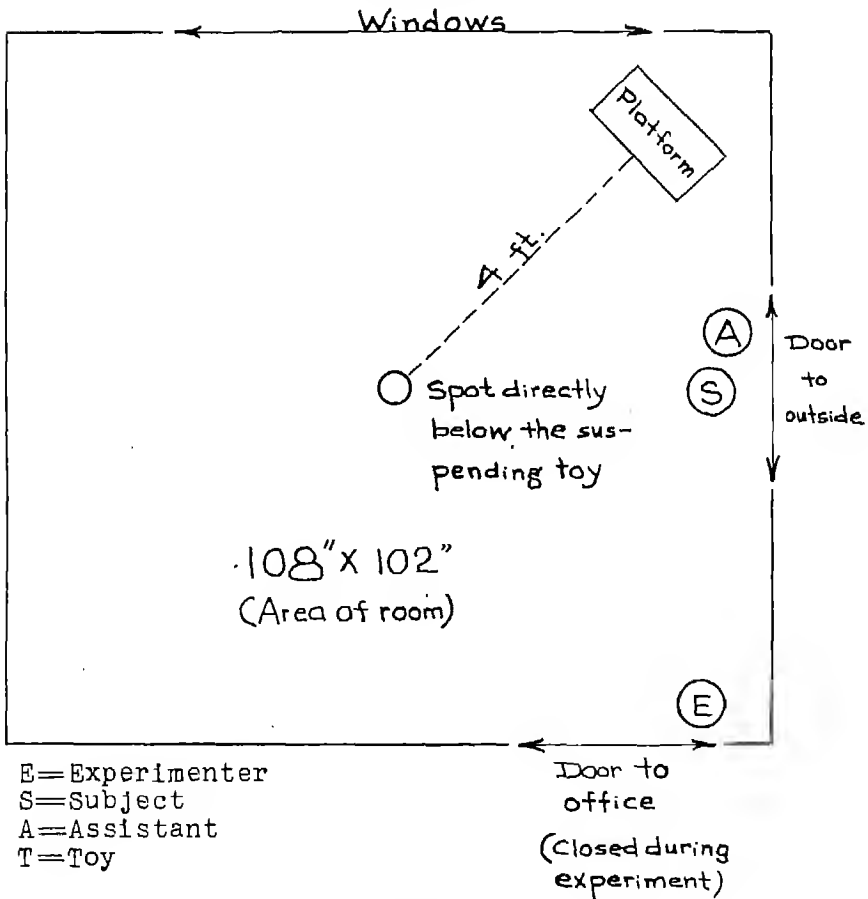 Windows
Platform
4 ft.
A
Door
to
outside
S
Spot directly
below the sus-
pending toy
108" X 102"
(Area of room)
E
E=Experimenter
S=Subject
A=Assistant
T=Toy
Door to
office
(Closed during
experiment)